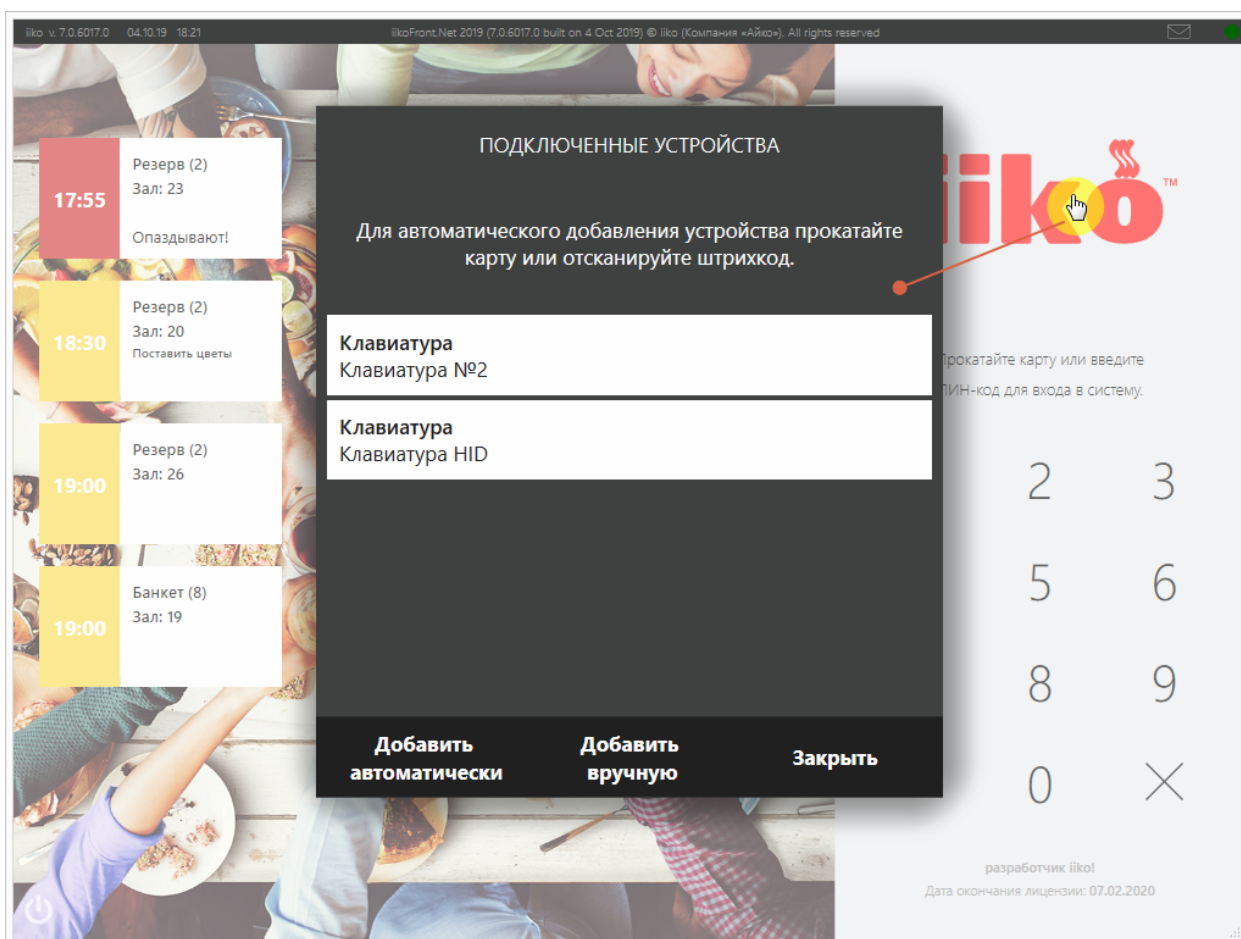 iiko v. 7.0.6017.0 04.10.19 18:21 iikoFront.Net 2019 (7.0.6017.0 built on 4 Oct 2019) © iiko (Компания «Айко»). All rights reserved
17:55
Резерв (2)
Зал: 23
Опаздывают!
18:30
Резерв (2)
Зал: 20
Поставить цветы
19:00
Резерв (2)
Зал: 26
19:00
Банкет (8)
Зал: 19
ПОДКЛЮЧЕННЫЕ УСТРОЙСТВА
Для автоматического добавления устройства прокатайте
карту или отсканируйте штрихкод.
Клавиатура
Клавиатура №2
Клавиатура
Клавиатура HID
Добавить
автоматически
Добавить
вручную
Закрыть
iiko™
Прокатайте карту или введите
ПИН-код для входа в систему.
2 3
5 6
8 9
0
разработчик iiko!
Дата окончания лицензии: 07.02.2020